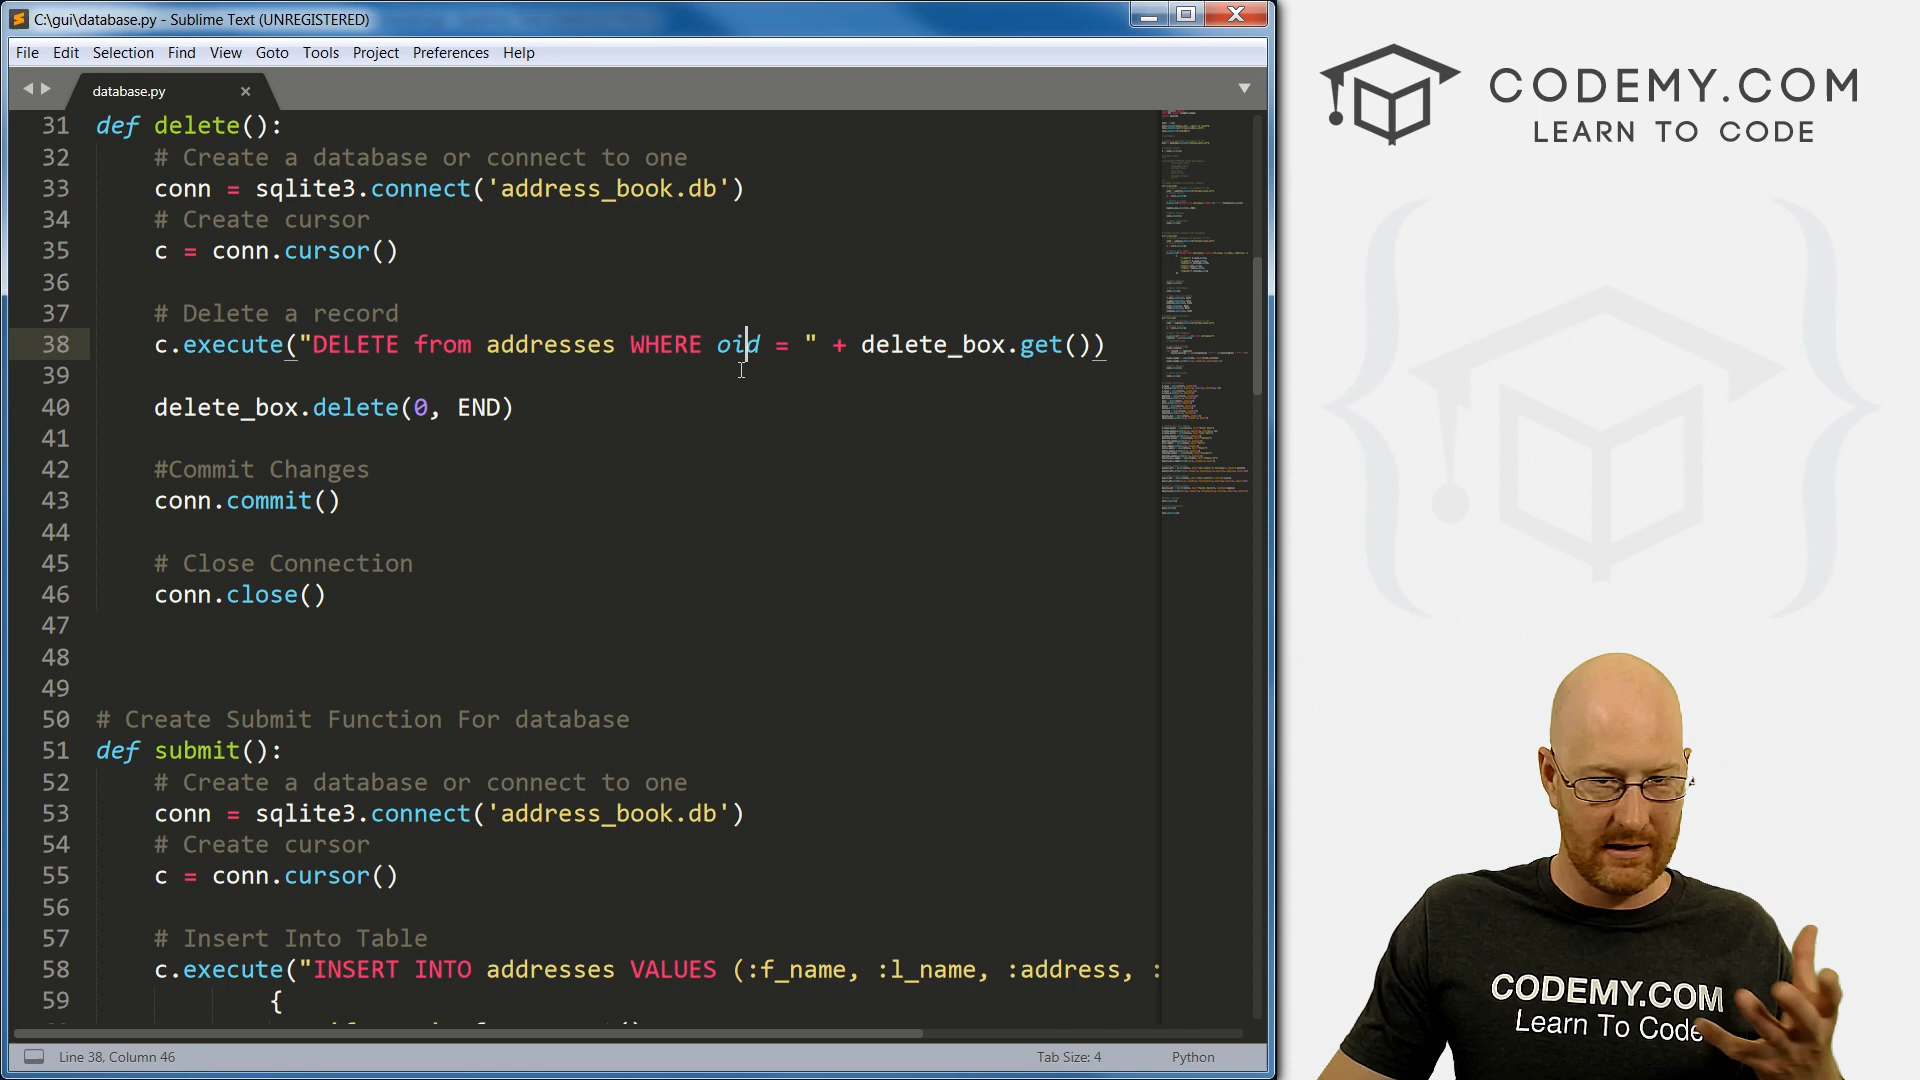 C:\gui\database.py - Sublime Text (UNREGISTERED)
File Edit Selection Find View Goto Tools Project Preferences Help
database.py
31 def delete():
32 # Create a database or connect to one
33 conn = sqlite3.connect('address_book.db')
34 # Create cursor
35 c = conn.cursor()
36
37 # Delete a record
38 c.execute("DELETE from addresses WHERE oid = " + delete_box.get())
39
40 delete_box.delete(0, END)
41
42 #Commit Changes
43 conn.commit()
44
45 # Close Connection
46 conn.close()
47
48
49
50 # Create Submit Function For database
51 def submit():
52 # Create a database or connect to one
53 conn = sqlite3.connect('address_book.db')
54 # Create cursor
55 c = conn.cursor()
56
57 # Insert Into Table
58 c.execute("INSERT INTO addresses VALUES (:f_name, :l_name, :address, :
59 {
Line 38, Column 46
Tab Size: 4
Python
CODEMY.COM
LEARN TO CODE
CODEMY.COM
Learn To Code